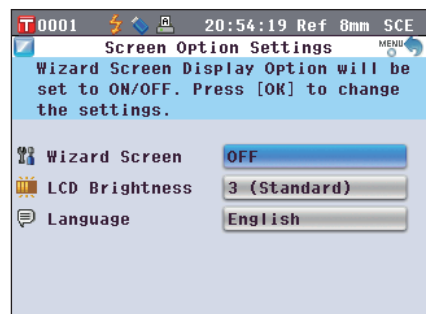 T0001 A 20:54:19 Ref 8mm SCE
Screen Option Settings MENU
Wizard Screen Display Option will be
set to ON/OFF. Press [OK] to change
the settings.
Wizard Screen OFF
LCD Brightness 3 (Standard)
Language English